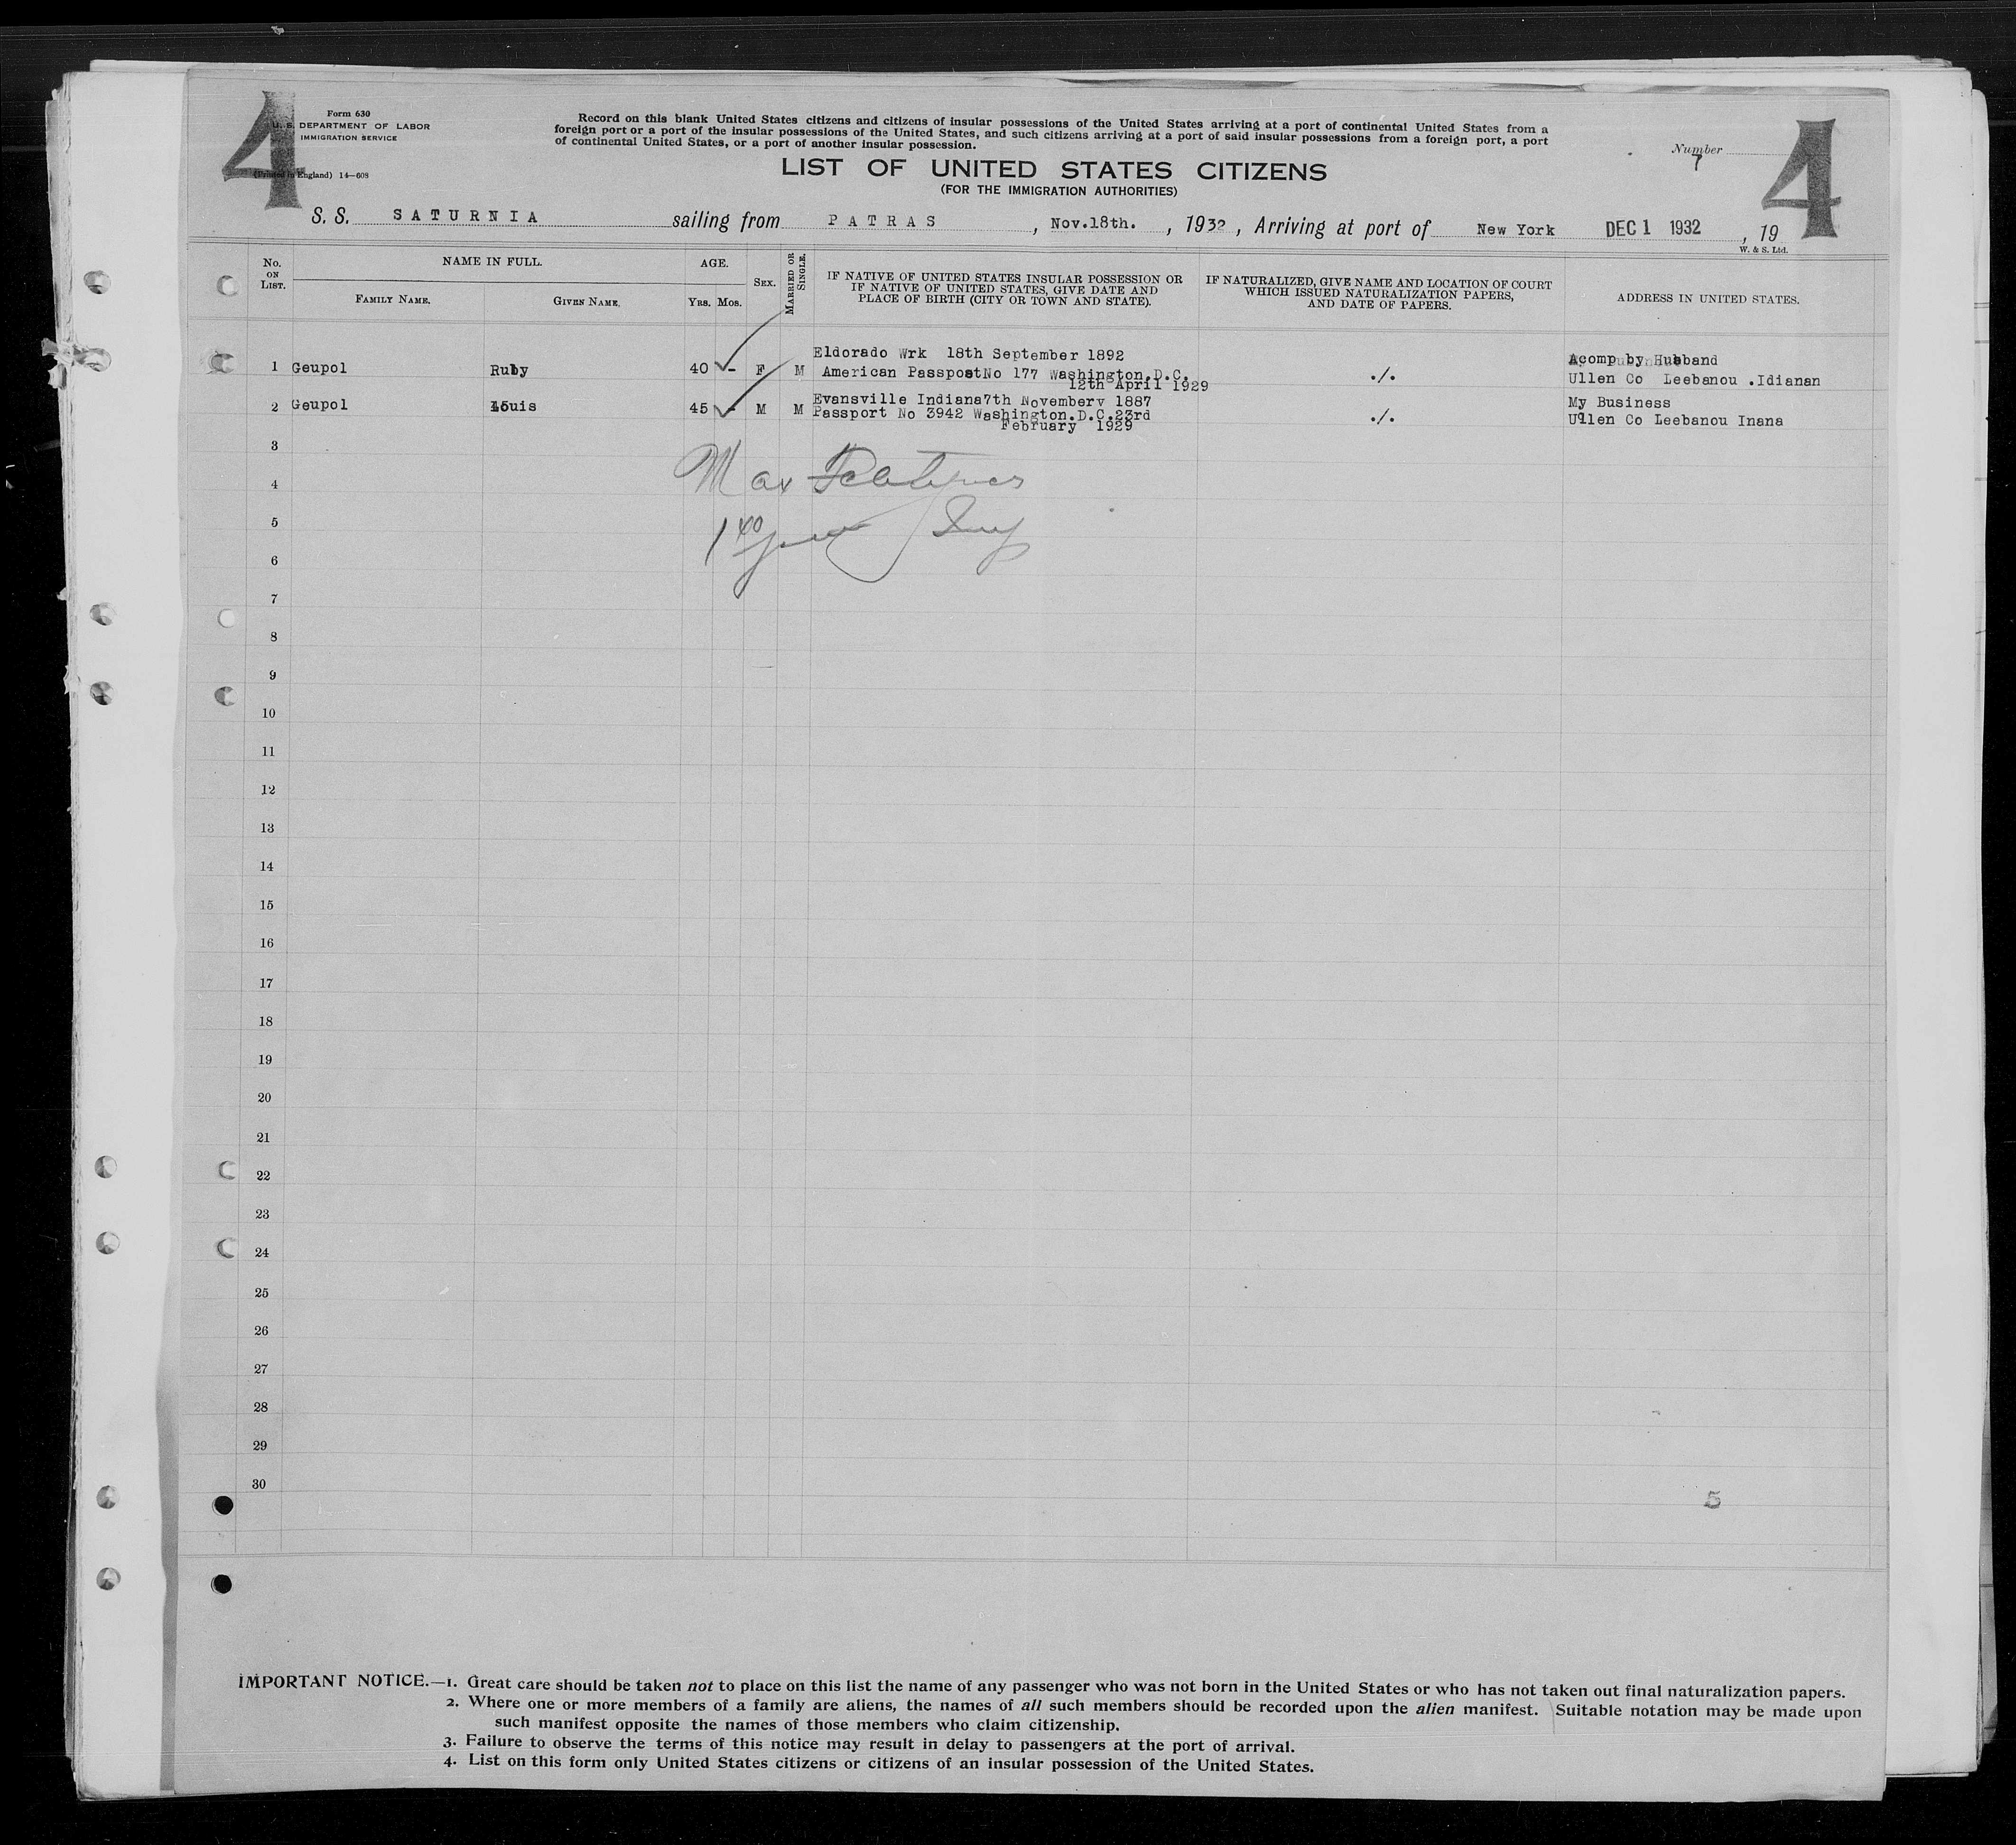 4
Form 630
U. S. DEPARTMENT OF LABOR
IMMIGRATION SERVICE
(Printed in England) 14—608
Record on this blank United States citizens and citizens of insular possessions of the United States arriving at a port of continental United States from a
foreign port or a port of the insular possessions of the United States, and such citizens arriving at a port of said insular possessions from a foreign port, a port
of continental United States, or a port of another insular possession.
Number
7
4
LIST OF UNITED STATES CITIZENS
(FOR THE IMMIGRATION AUTHORITIES)
S. S. SATURNIA sailing from PATRAS, Nov.18th., 1932, Arriving at port of New York DEC 1 1932, 19
W. & S. Ltd.
No. ON LIST.
NAME IN FULL.
FAMILY NAME.
GIVEN NAME.
AGE.
YRS. MOS.
SEX.
MARRIED OR SINGLE.
IF NATIVE OF UNITED STATES INSULAR POSSESSION OR
IF NATIVE OF UNITED STATES, GIVE DATE AND
PLACE OF BIRTH (CITY OR TOWN AND STATE).
IF NATURALIZED, GIVE NAME AND LOCATION OF COURT
WHICH ISSUED NATURALIZATION PAPERS,
AND DATE OF PAPERS.
ADDRESS IN UNITED STATES.
Eldorado Wrk 18th September 1892
Acomp by Husband
1 Geupol Ruby 40 - F M American Passpost No 177 Washington.D.C. ./. Ullen Co Leebanou .Idianan
12th April 1929
Evansville Indiana7th Novemberv 1887
My Business
2 Geupol Louis 45 - M M Passport No 3942 Washington.D.C.23rd ./. Ullen Co Leebanou Inana
February 1929
3
4
5
6
7
8
9
10
11
12
13
14
15
16
17
18
19
20
21
22
23
24
25
26
27
28
29
30
5
IMPORTANT NOTICE.—1. Great care should be taken not to place on this list the name of any passenger who was not born in the United States or who has not taken out final naturalization papers.
2. Where one or more members of a family are aliens, the names of all such members should be recorded upon the alien manifest. Suitable notation may be made upon
such manifest opposite the names of those members who claim citizenship.
3. Failure to observe the terms of this notice may result in delay to passengers at the port of arrival.
4. List on this form only United States citizens or citizens of an insular possession of the United States.